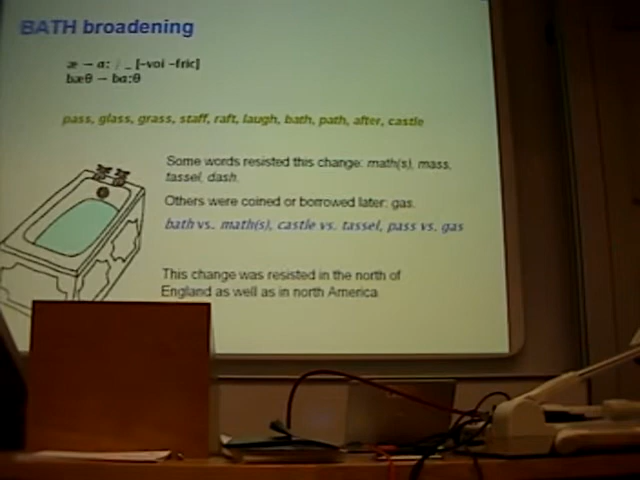 BATH broadening
æ – ɑ: / _ [-voi -fric]
bæθ – bɑ:θ
pass, glass, grass, staff, raft, laugh, bath, path, after, castle
Some words resisted this change: math(s), mass,
tassel, dash.
Others were coined or borrowed later: gas.
bath vs. math(s), castle vs. tassel, pass vs. gas
This change was resisted in the north of
England as well as in north America